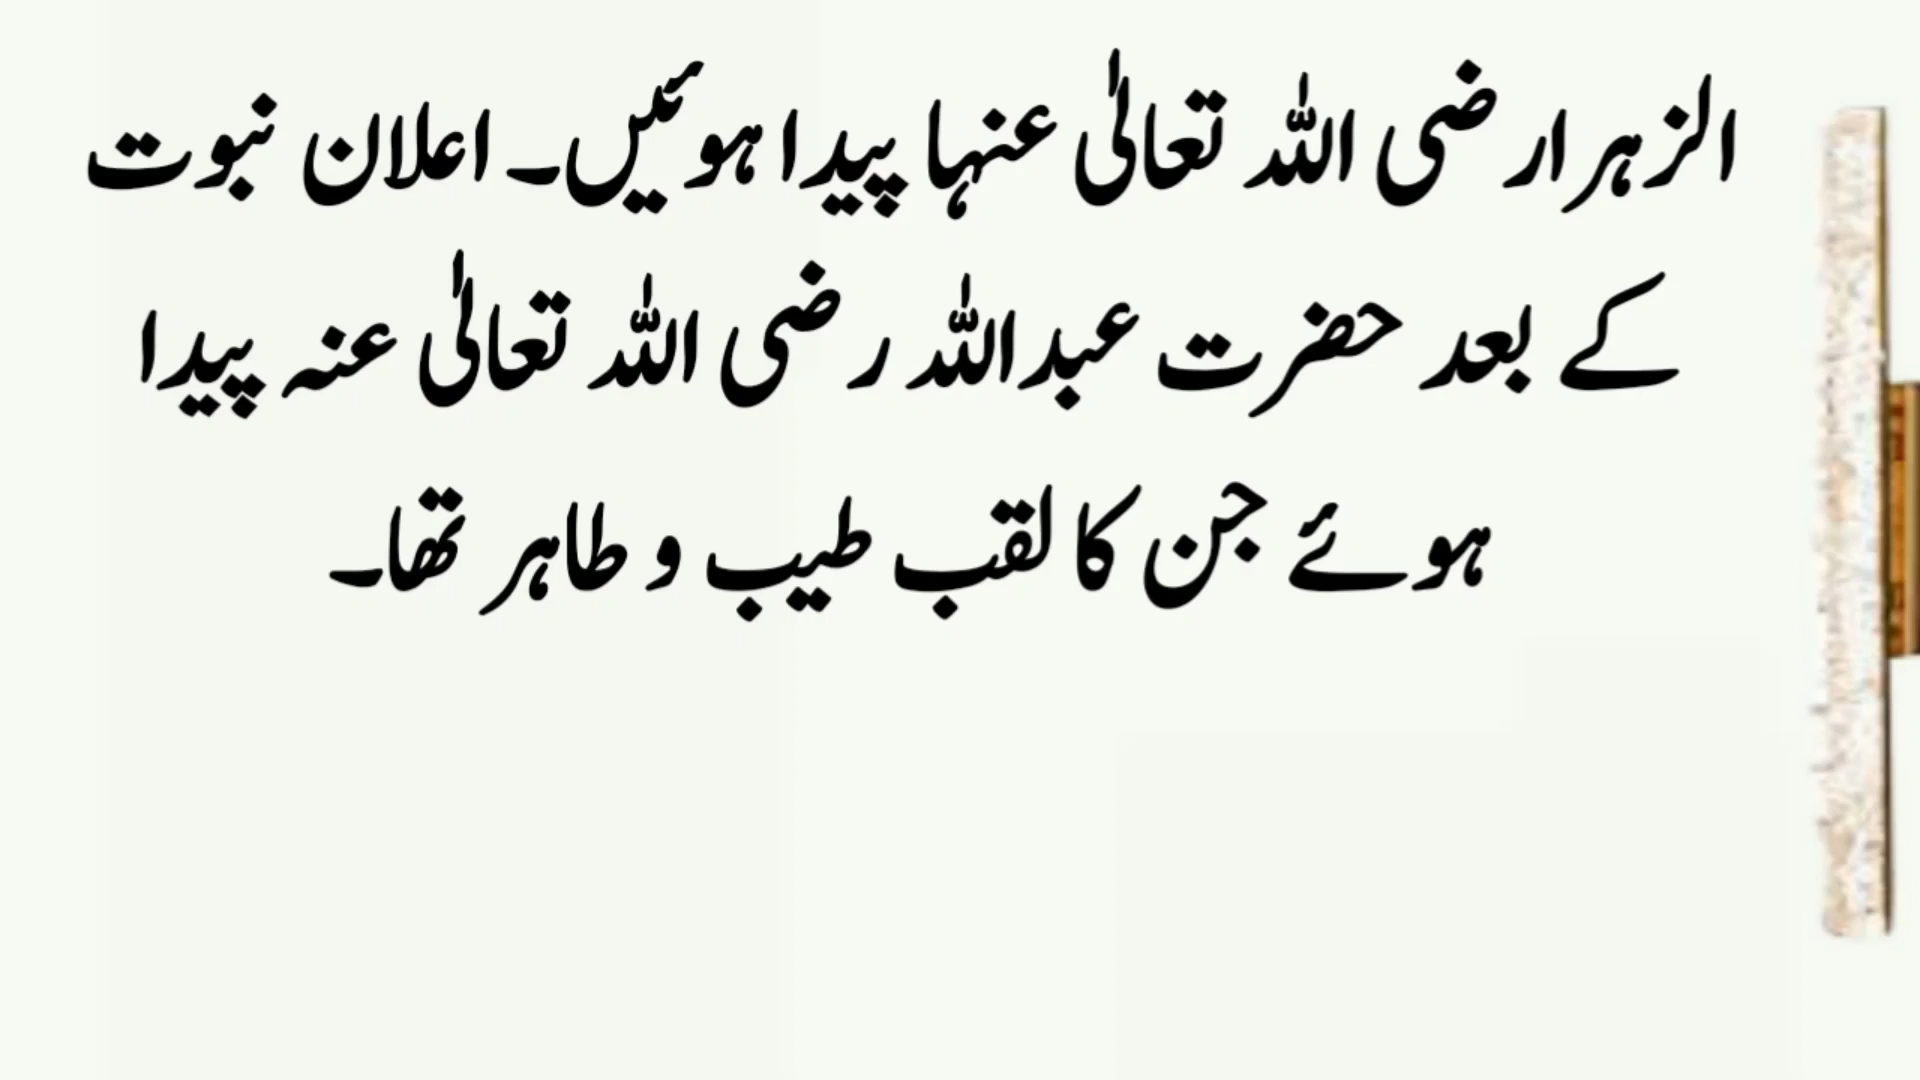 الزہرا رضی اللہ تعالٰی عنہا پیدا ہوئیں۔ اعلان نبوت
کے بعد حضرت عبداللہ رضی اللہ تعالٰی عنہ پیدا
ہوئے جن کا لقب طیب و طاہر تھا۔